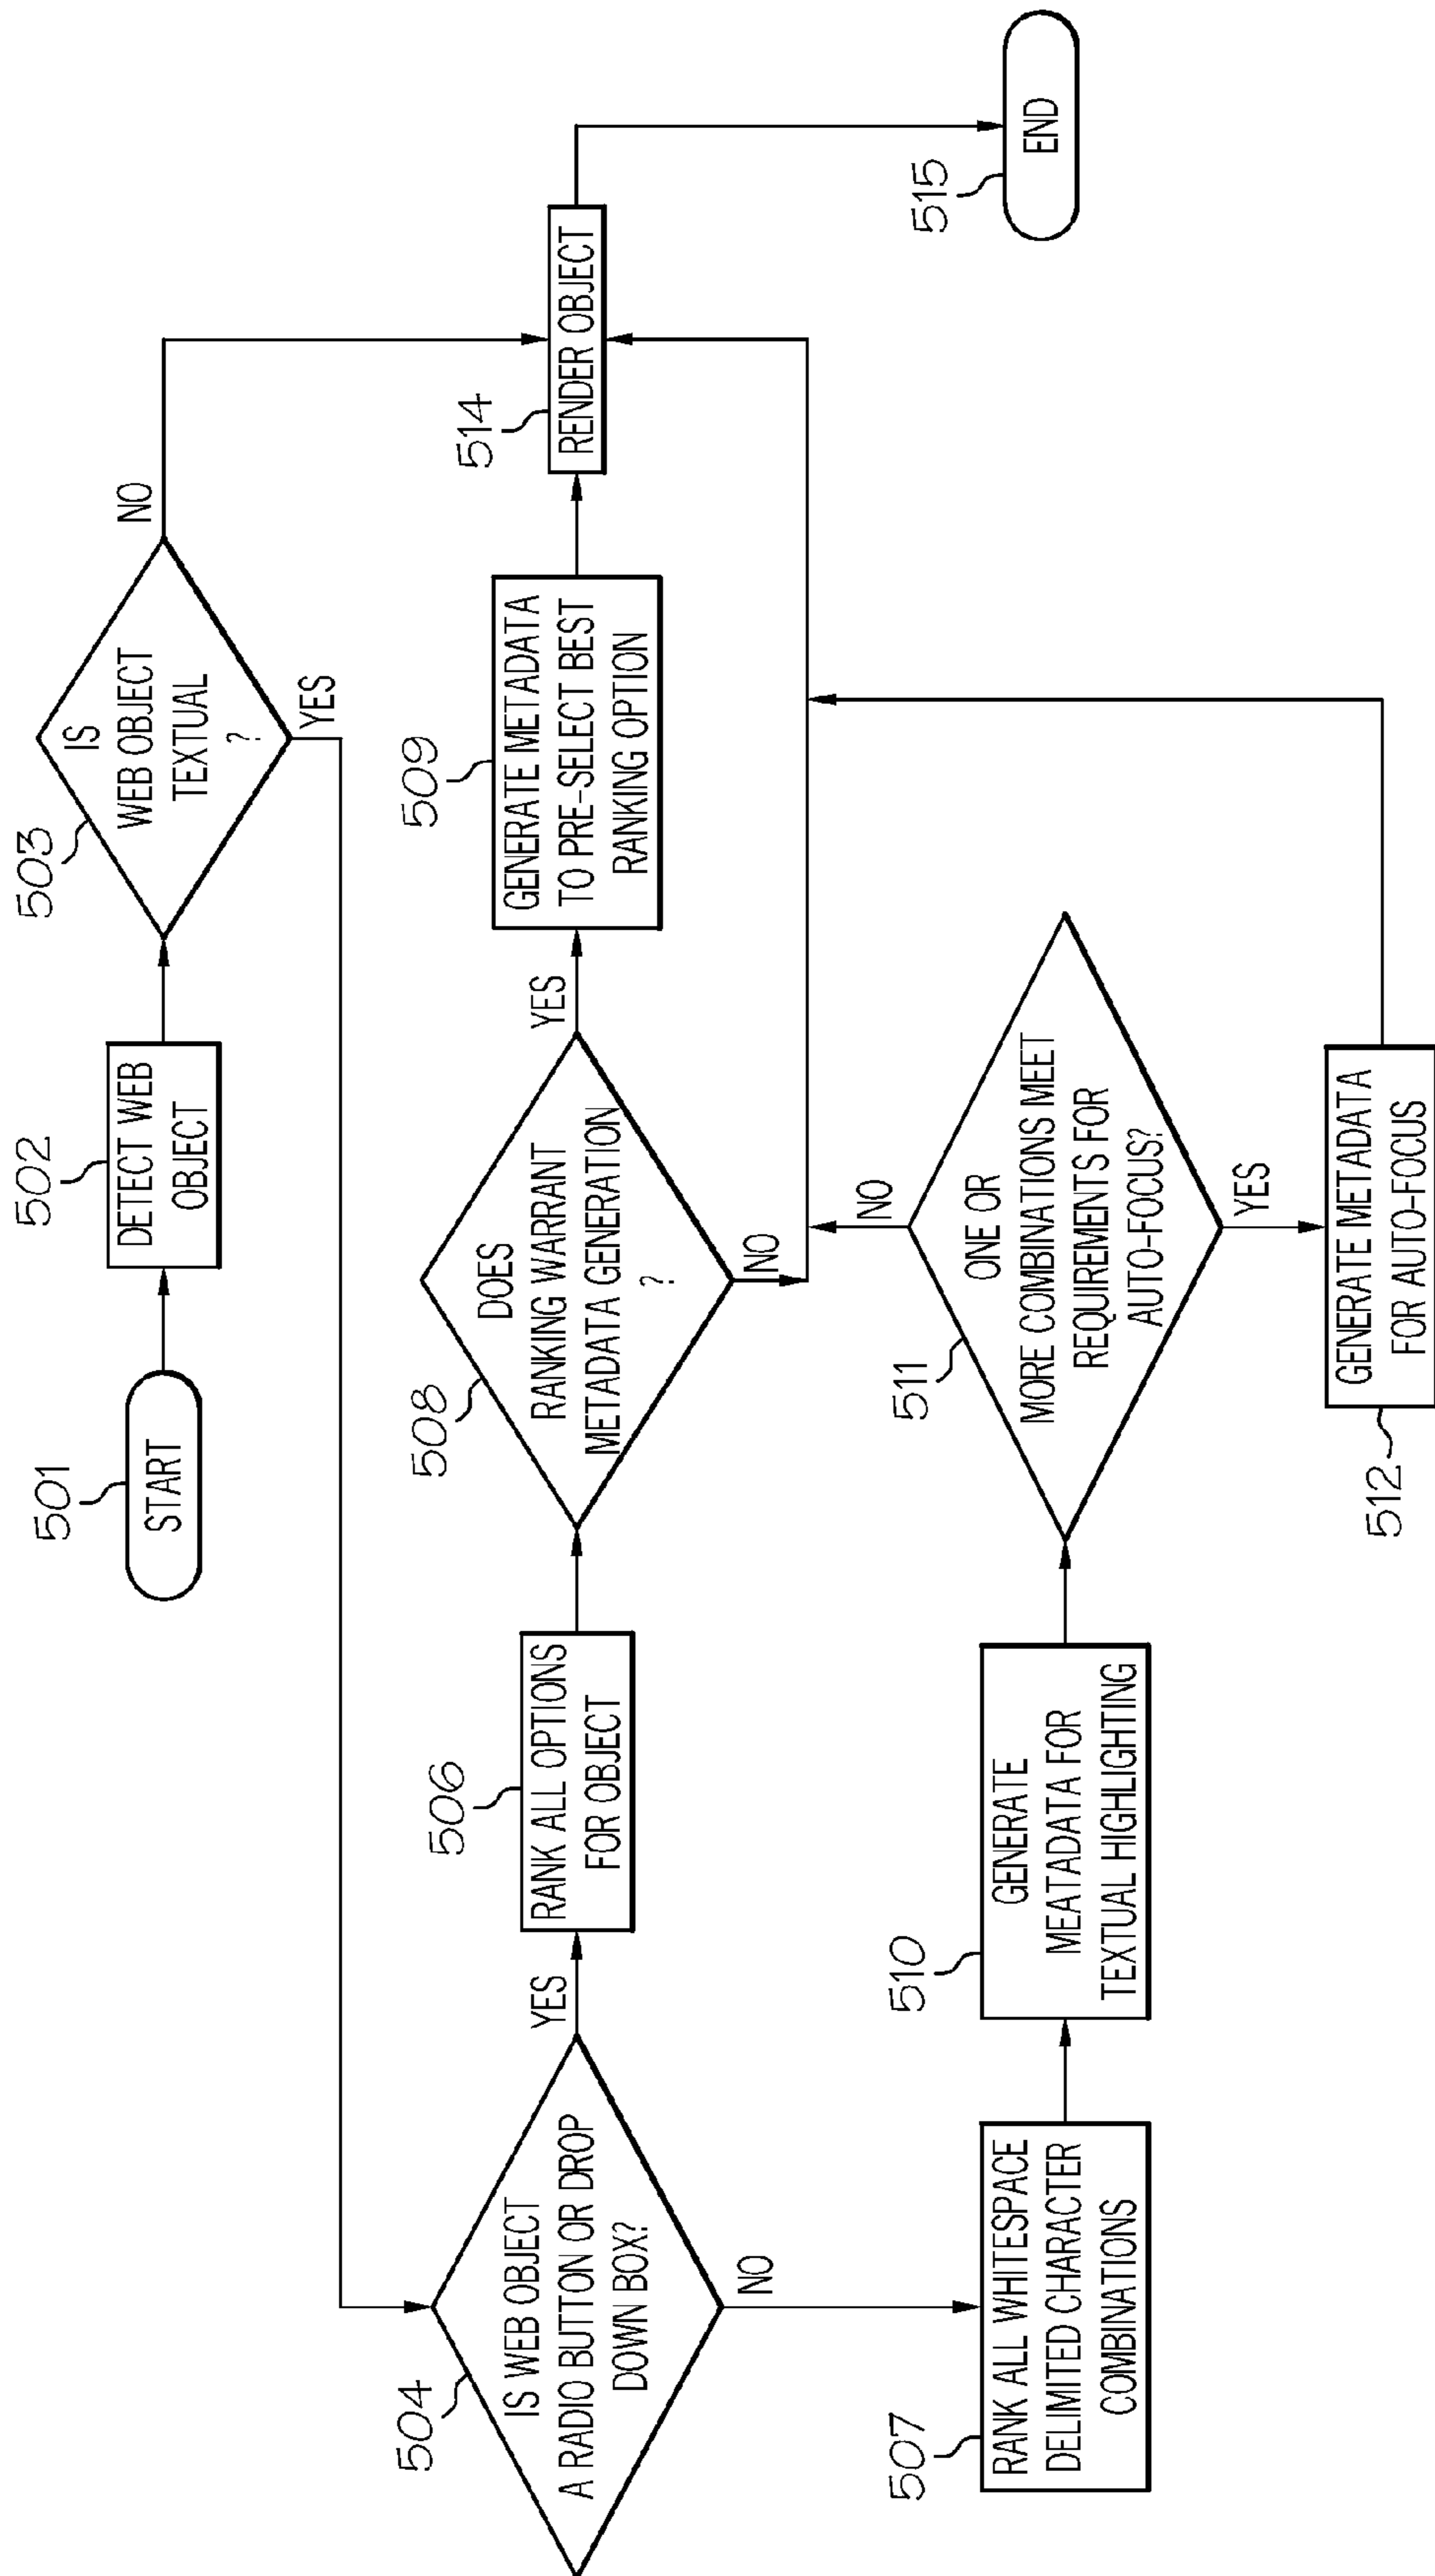 501
START
502
DETECT WEB
OBJECT
503
IS
WEB OBJECT
TEXTUAL
?
NO
YES
504
IS WEB OBJECT
A RADIO BUTTON OR DROP
DOWN BOX?
YES
NO
506
RANK ALL OPTIONS
FOR OBJECT
508
DOES
RANKING WARRANT
METADATA GENERATION
?
YES
NO
509
GENERATE METADATA
TO PRE-SELECT BEST
RANKING OPTION
514
RENDER OBJECT
515
END
507
RANK ALL WHITESPACE
DELIMITED CHARACTER
COMBINATIONS
510
GENERATE
MEATADATA FOR
TEXTUAL HIGHLIGHTING
511
ONE OR
MORE COMBINATIONS MEET
REQUIREMENTS FOR
AUTO-FOCUS?
NO
YES
512
GENERATE METADATA
FOR AUTO-FOCUS